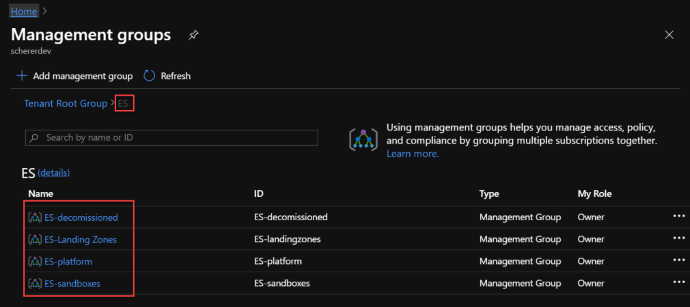 Home >
Management groups
schererdev
+ Add management group Refresh
Tenant Root Group > ES
Search by name or ID
Using management groups helps you manage access, policy,
and compliance by grouping multiple subscriptions together.
Learn more.
ES (details)
Name ID Type My Role
ES-decomissioned ES-decomissioned Management Group Owner ...
ES-Landing Zones ES-landingzones Management Group Owner ...
ES-platform ES-platform Management Group Owner ...
ES-sandboxes ES-sandboxes Management Group Owner ...